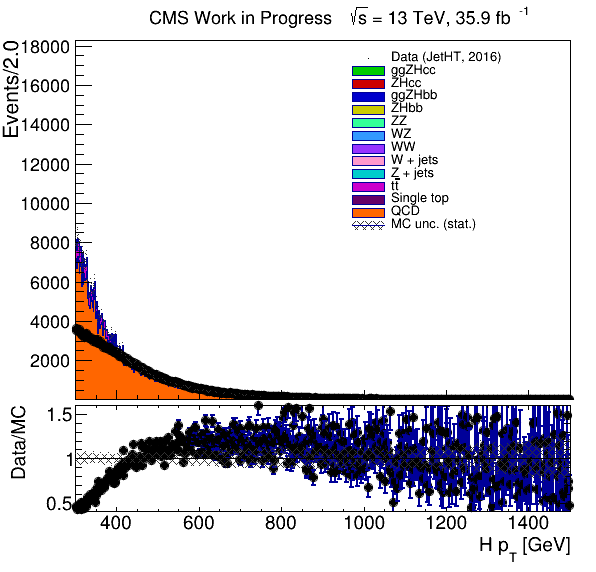 CMS Work in Progress √s = 13 TeV, 35.9 fb -1
Events/2.0
18000
16000
14000
12000
10000
8000
6000
4000
2000
Data (JetHT, 2016)
ggZHcc
ZHcc
ggZHbb
ZHbb
ZZ
WZ
WW
W + jets
Z + jets
tt̅
Single top
QCD
MC unc. (stat.)
Data/MC
1.5
1
0.5
400 600 800 1000 1200 1400
H pT [GeV]